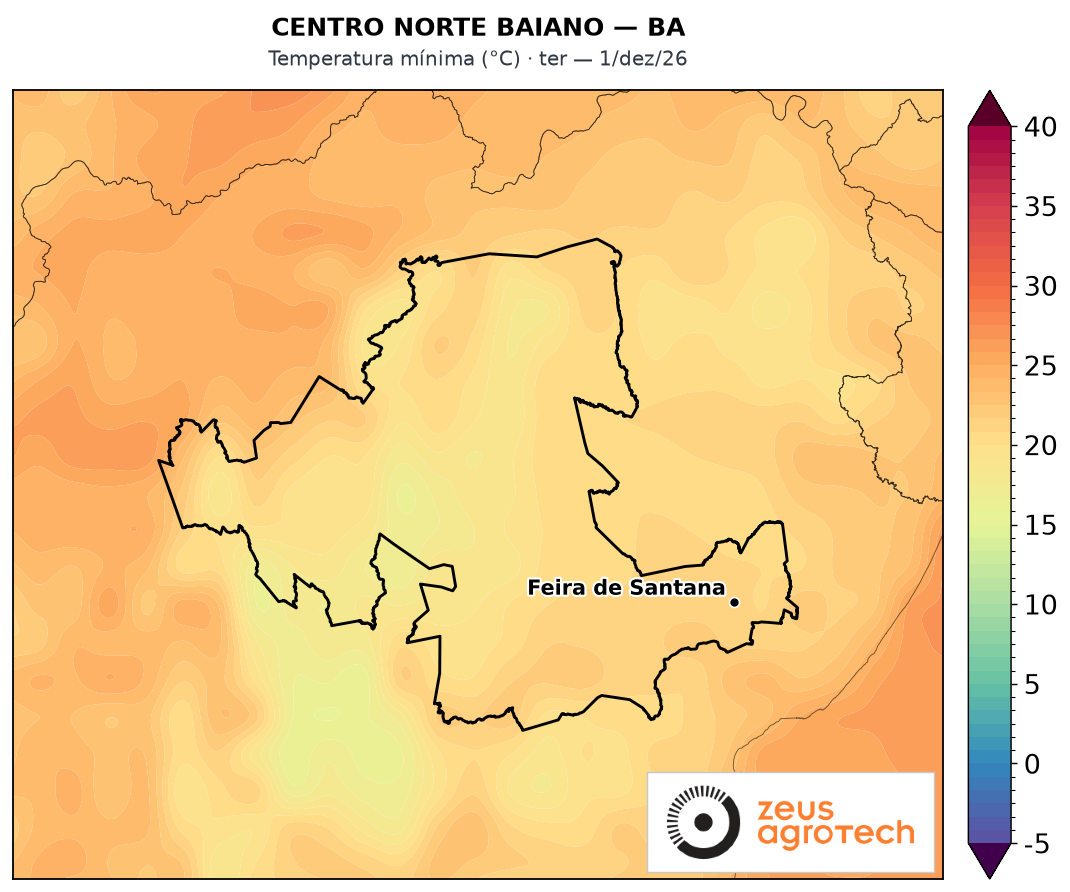 CENTRO NORTE BAIANO — BA
Temperatura mínima (°C) · ter — 1/dez/26
40
35
30
25
20
15
10
5
0
-5
Feira de Santana
zeus
agrotech